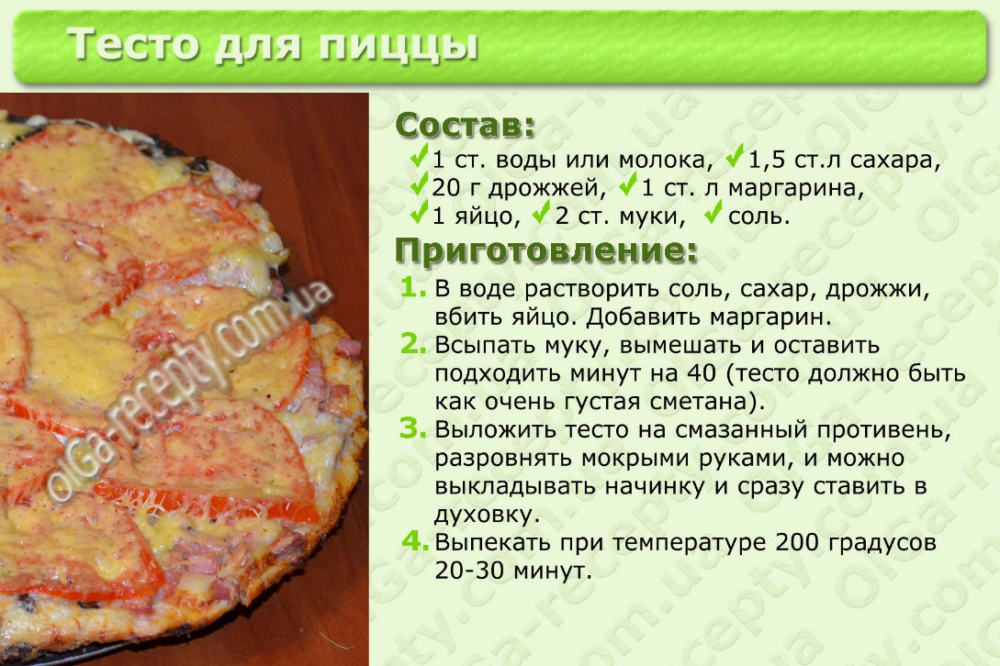 Тесто для пиццы
Состав:
1 ст. воды или молока, 1,5 ст.л сахара,
20 г дрожжей, 1 ст. л маргарина,
1 яйцо, 2 ст. муки, соль.
Приготовление:
1. В воде растворить соль, сахар, дрожжи,
вбить яйцо. Добавить маргарин.
2. Всыпать муку, вымешать и оставить
подходить минут на 40 (тесто должно быть
как очень густая сметана).
3. Выложить тесто на смазанный противень,
разровнять мокрыми руками, и можно
выкладывать начинку и сразу ставить в
духовку.
4. Выпекать при температуре 200 градусов
20-30 минут.
olGa-recepty.com.ua